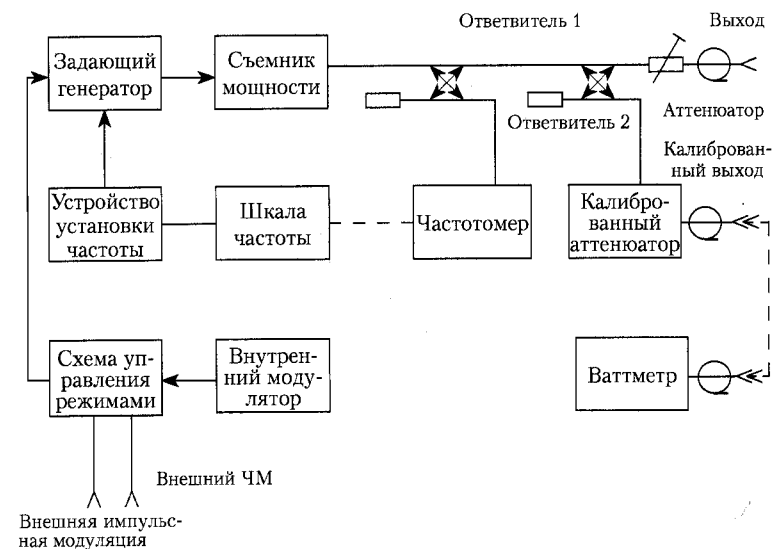 Ответвитель 1
Выход
Задающий
генератор
Съемник
мощности
Ответвитель 2
Аттенюатор
Калиброван-
ный выход
Устройство
установки
частоты
Шкала
частоты
Частотомер
Калибро-
ванный
аттенюатор
Схема уп-
равления
режимами
Внутрен-
ний моду-
лятор
Ваттметр
Внешний ЧМ
Внешняя импульс-
ная модуляция